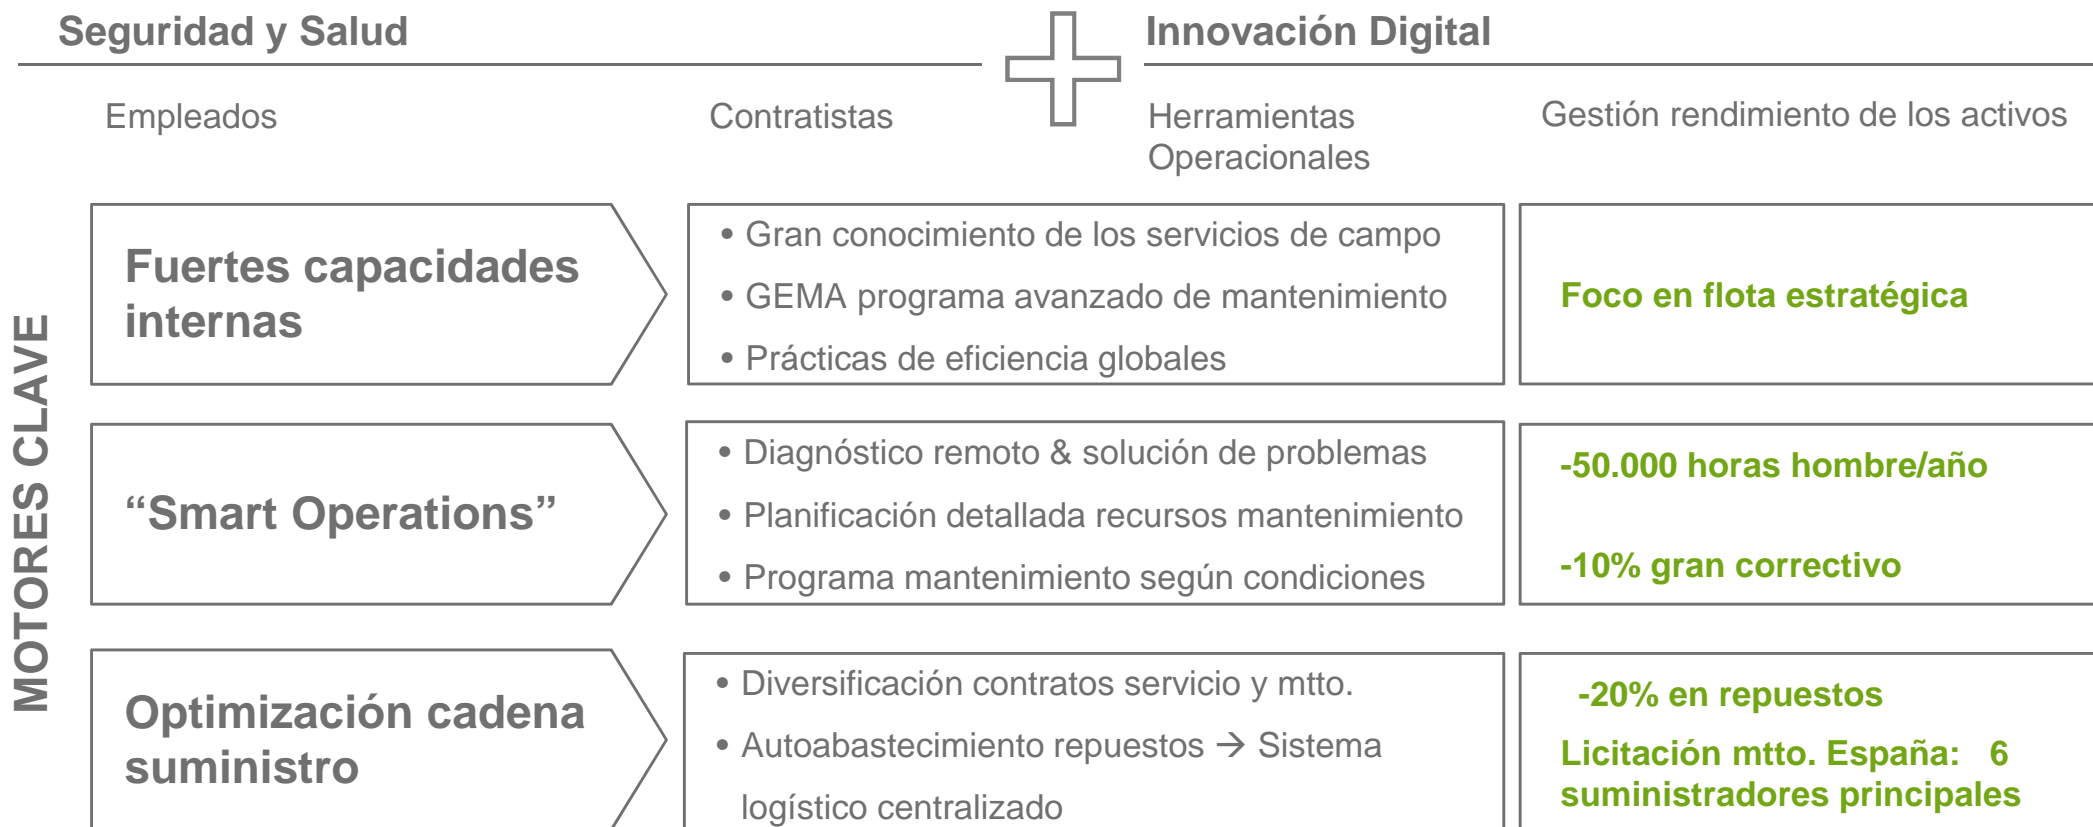 Seguridad y Salud
Innovación Digital
Empleados
Contratistas
Herramientas
Operacionales
Gestión rendimiento de los activos
MOTORES CLAVE
Fuertes capacidades
internas
• Gran conocimiento de los servicios de campo
• GEMA programa avanzado de mantenimiento
• Prácticas de eficiencia globales
Foco en flota estratégica
“Smart Operations”
• Diagnóstico remoto & solución de problemas
• Planificación detallada recursos mantenimiento
• Programa mantenimiento según condiciones
-50.000 horas hombre/año
-10% gran correctivo
Optimización cadena
suministro
• Diversificación contratos servicio y mtto.
• Autoabastecimiento repuestos → Sistema
logístico centralizado
-20% en repuestos
Licitación mtto. España: 6
suministradores principales